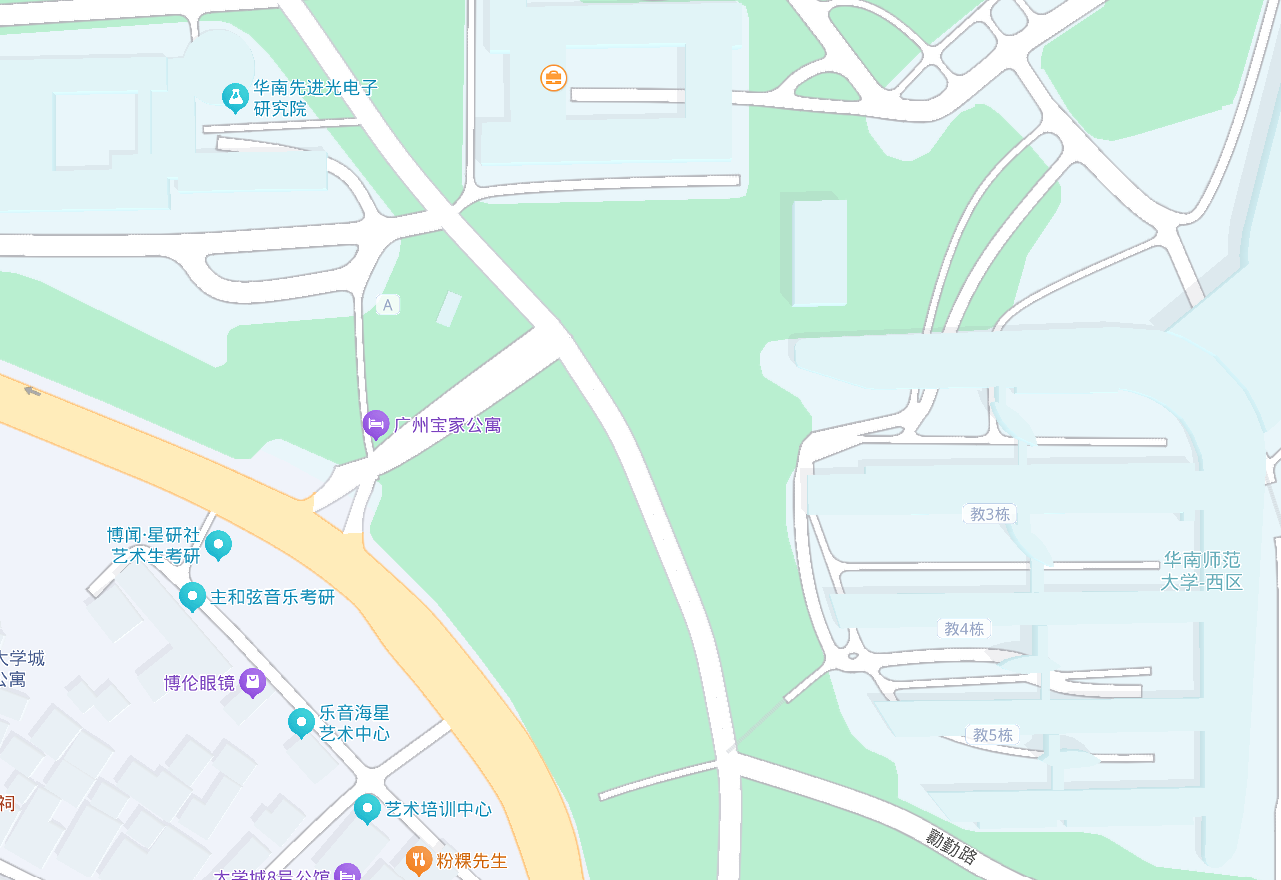 华南先进光电子
研究院
A
广州宝家公寓
教3栋
博闻·星研社
艺术生考研
华南师范
大学-西区
主和弦音乐考研
教4栋
大学城
公寓
博伦眼镜
乐音海星
艺术中心
教5栋
祠
艺术培训中心
勷勤路
粉粿先生
大学城8号公馆